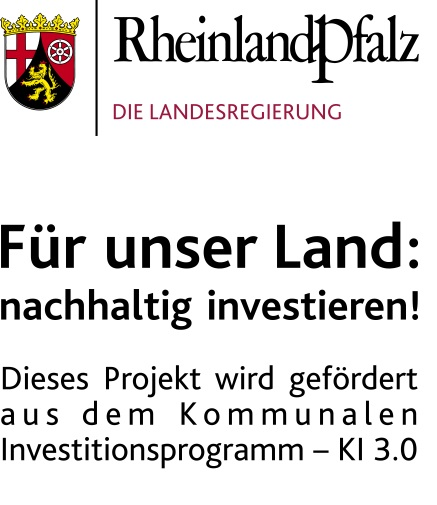 RheinlandPfalz
DIE LANDESREGIERUNG
Für unser Land:
nachhaltig investieren!
Dieses Projekt wird gefördert
aus dem Kommunalen
Investitionsprogramm – KI 3.0